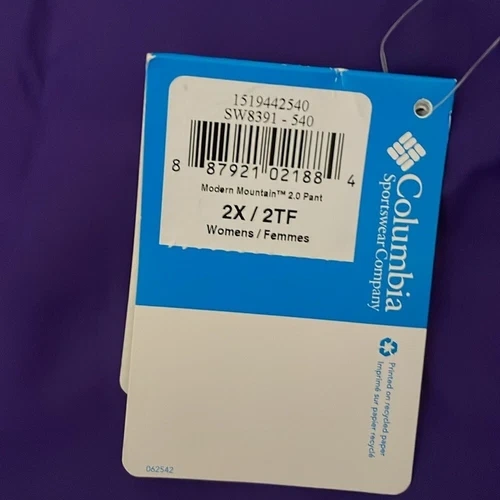 1519442540
SW8391 - 540
8 87921 02188 4
Modern Mountain™ 2.0 Pant
2X / 2TF
Womens / Femmes
Columbia
Sportswear Company
Printed on recycled paper
Imprimé sur papier recyclé
062542